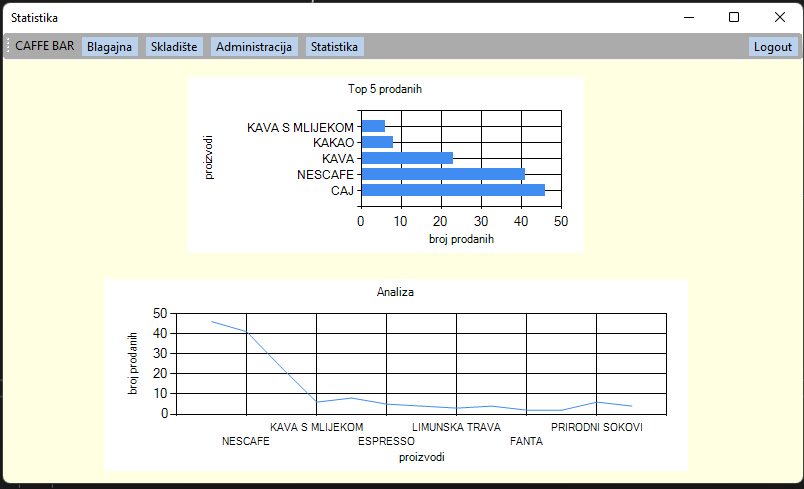 Statistika
CAFFE BAR Blagajna Skladište Administracija Statistika Logout
Top 5 prodanih
proizvodi
KAVA S MLIJEKOM
KAKAO
KAVA
NESCAFE
CAJ
0 10 20 30 40 50
broj prodanih
Analiza
broj prodanih
50
40
30
20
10
0
KAVA S MLIJEKOM LIMUNSKA TRAVA PRIRODNI SOKOVI
NESCAFE ESPRESSO FANTA
proizvodi